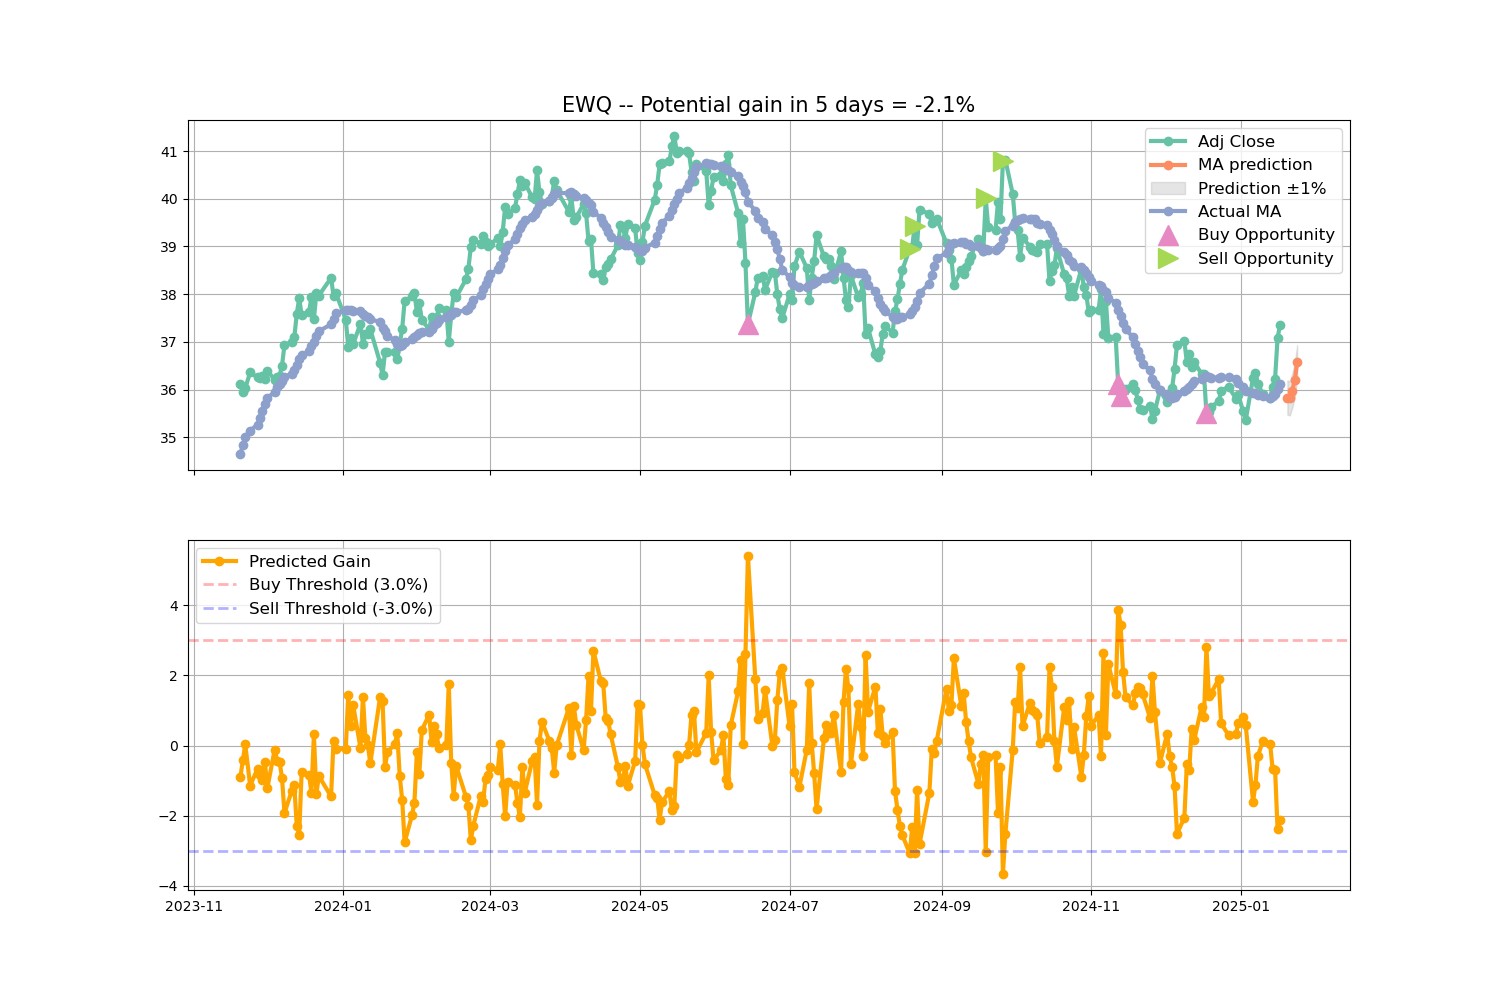 EWQ -- Potential gain in 5 days = -2.1%
41
40
39
38
37
36
35
Adj Close
MA prediction
Prediction ±1%
Actual MA
Buy Opportunity
Sell Opportunity
Predicted Gain
Buy Threshold (3.0%)
Sell Threshold (-3.0%)
4
2
0
−2
−4
2023-11
2024-01
2024-03
2024-05
2024-07
2024-09
2024-11
2025-01